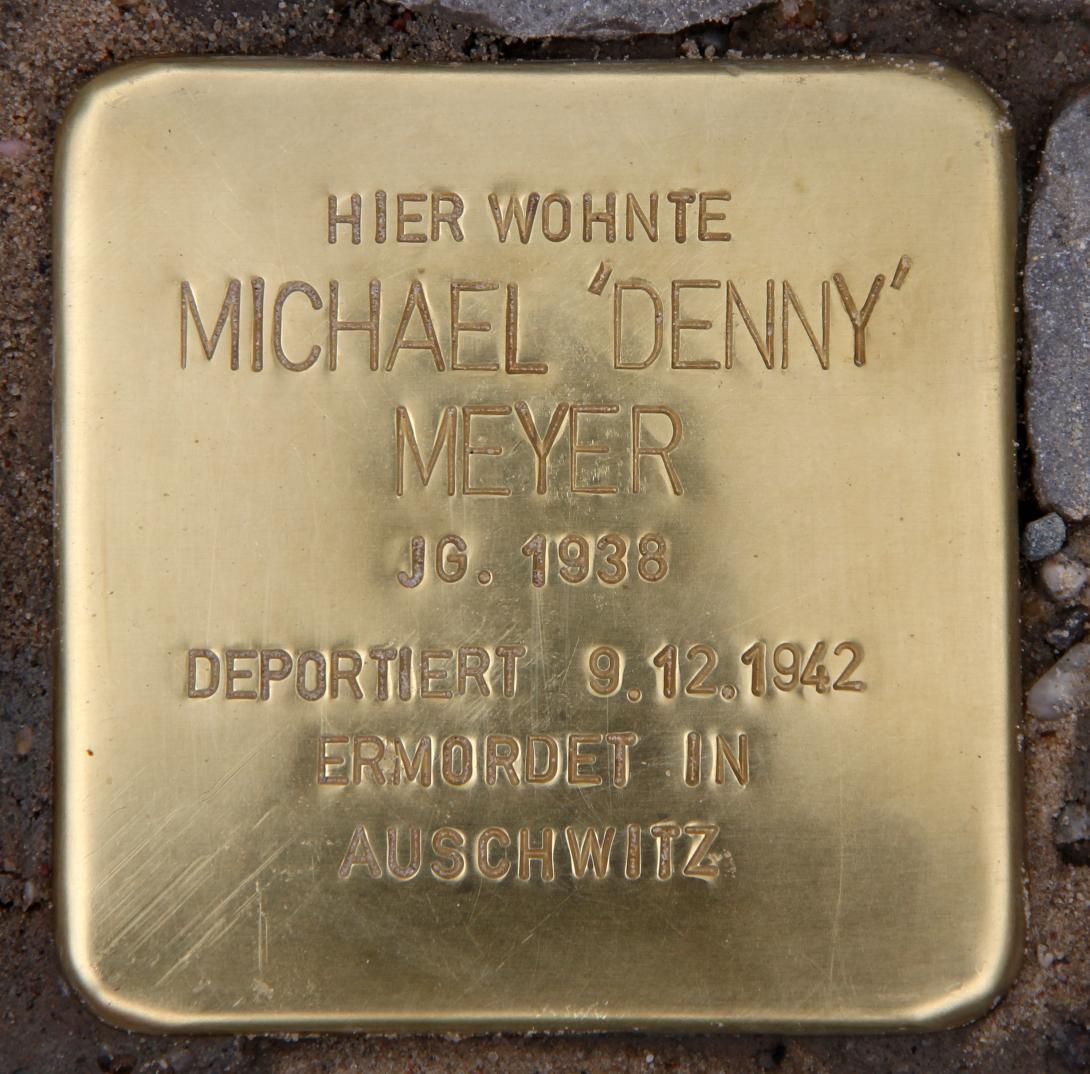 HIER WOHNTE
MICHAEL 'DENNY'
MEYER
JG. 1938
DEPORTIERT 9.12.1942
ERMORDET IN
AUSCHWITZ